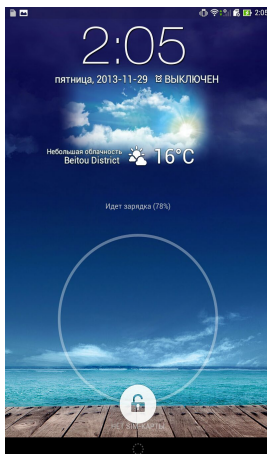 2:05
2:05
пятница, 2013-11-29 ВЫКЛЮЧЕН
Небольшая облачность
Beitou District
16°C
Идет зарядка (78%)
НЕТ SIM-КАРТЫ